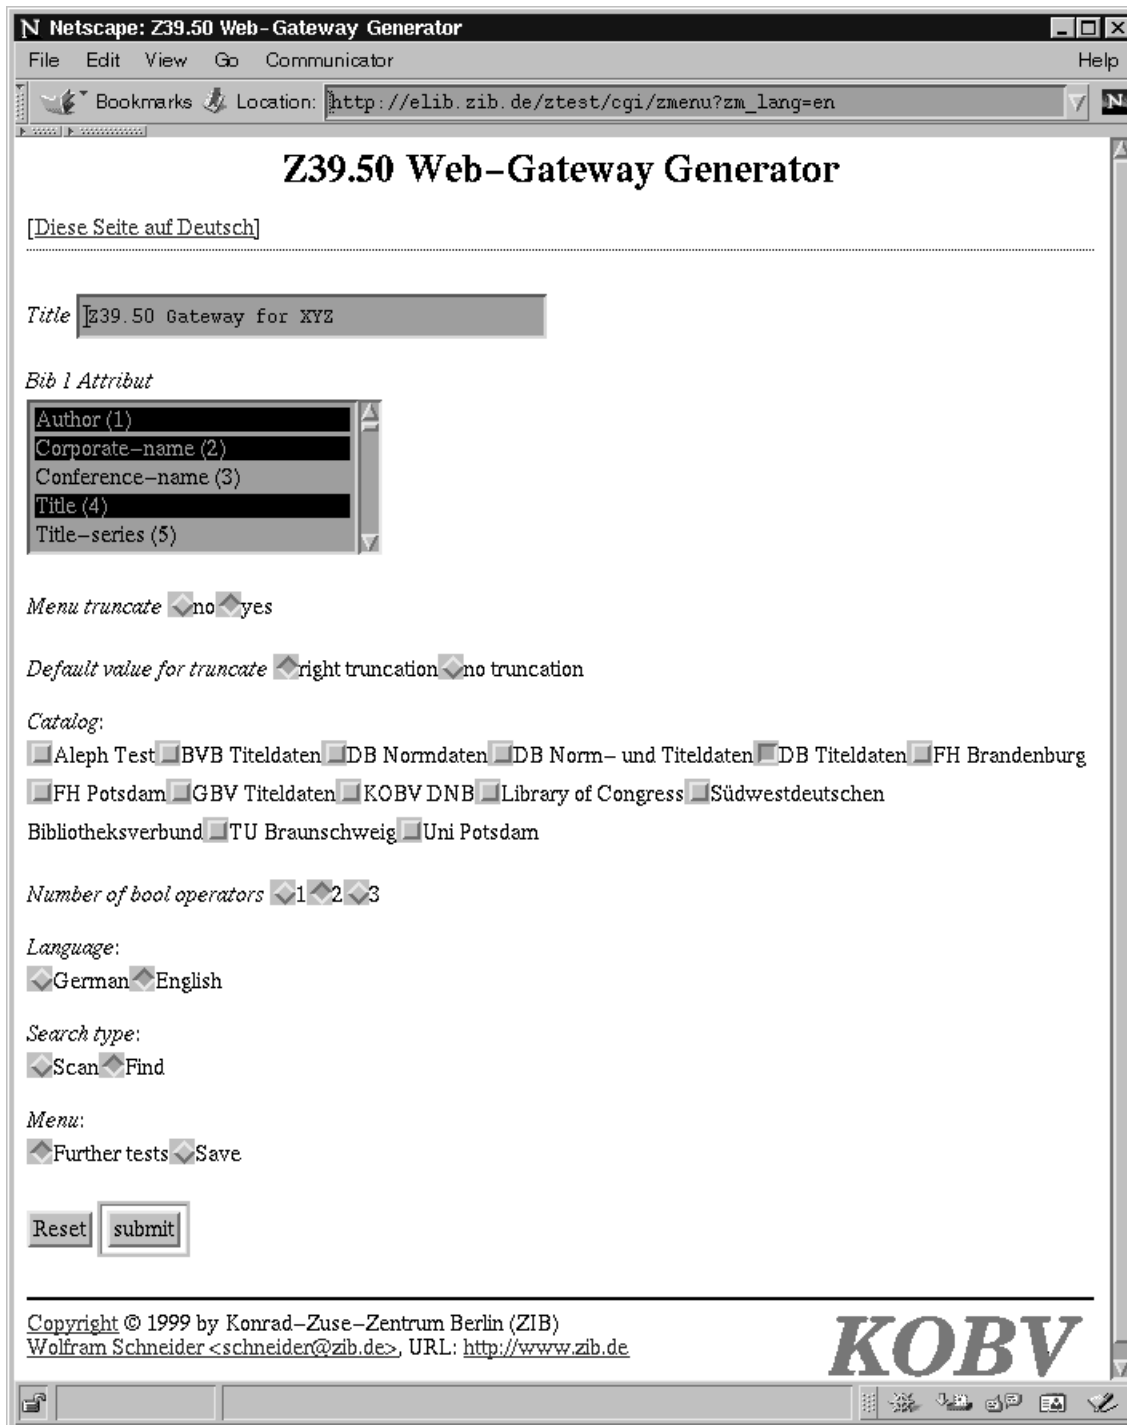 N Netscape: Z39.50 Web-Gateway Generator
File Edit View Go Communicator Help
Bookmarks Location: http://elib.zib.de/ztest/cgi/zmenu?zm_lang=en N
Z39.50 Web-Gateway Generator
[Diese Seite auf Deutsch]
Title Z39.50 Gateway for XYZ
Bib 1 Attribut
Author (1)
Corporate-name (2)
Conference-name (3)
Title (4)
Title-series (5)
Menu truncate no yes
Default value for truncate right truncation no truncation
Catalog:
Aleph Test BVB Titeldaten DB Normdaten DB Norm- und Titeldaten DB Titeldaten FH Brandenburg
FH Potsdam GBV Titeldaten KOBV DNB Library of Congress Südwestdeutschen
Bibliotheksverbund TU Braunschweig Uni Potsdam
Number of bool operators 1 2 3
Language:
German English
Search type:
Scan Find
Menu:
Further tests Save
Reset submit
Copyright © 1999 by Konrad-Zuse-Zentrum Berlin (ZIB)
Wolfram Schneider <schneider@zib.de>, URL: http://www.zib.de
KOBV